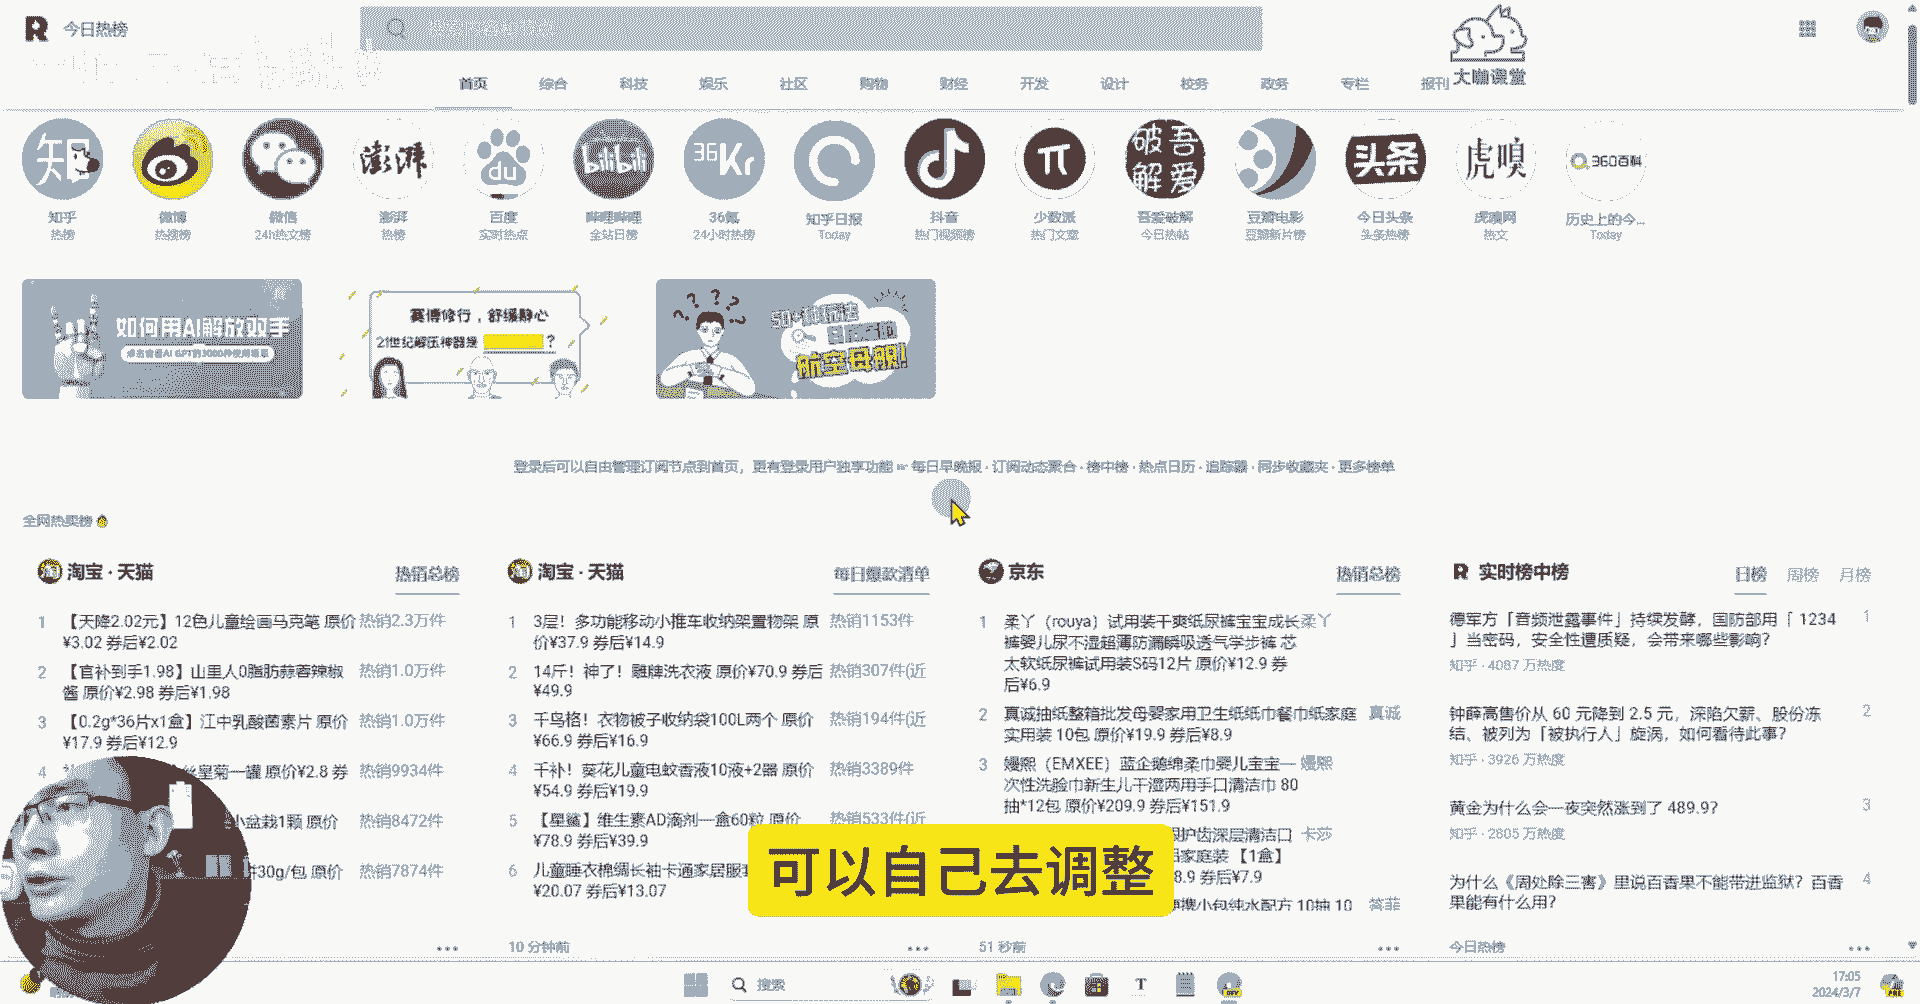 今日热榜
大咖课堂
首页 综合 科技 娱乐 社区 购物 财经 开发 设计 校务 政务 专栏 报刊
知
澎湃
du
bilibili
36Kr
π
吾爱破解
头条
虎嗅
360百科
知乎 微博 微信 澎湃 百度 哔哩哔哩 36氪 知乎日报 抖音 少数派 吾爱破解 豆瓣电影 今日头条 虎嗅网 历史上的今...
热榜 热搜榜 24h热文榜 热榜 实时热点 全站日榜 24小时热榜 Today 热门视频榜 热门文章 今日热帖 豆瓣新片榜 头条热榜 热文 Today
如何用AI解放双手
赛博修行，舒缓静心
21世纪解压神器是 ?
航空母舰!
登录后可以自由管理订阅节点到首页，更有登录用户独享功能 ☞ 每日早晚报 · 订阅动态聚合 · 榜中榜 · 热点日历 · 追踪器 · 同步收藏夹 · 更多榜单
全网热卖榜
淘宝 · 天猫 热销总榜
1 【天降2.02元】12色儿童绘画马克笔 原价 热销2.3万件
¥3.02 券后¥2.02
2 【官补到手1.98】山里人0脂肪蒜蓉辣椒 热销1.0万件
酱 原价¥2.98 券后¥1.98
3 【0.2g*36片x1盒】江中乳酸菌素片 原价 热销1.0万件
¥17.9 券后¥12.9
4 丝皇菊一罐 原价¥2.8 券 热销9934件
小盆栽1颗 原价 热销8472件
饼30g/包 原价 热销7874件
淘宝 · 天猫 每日爆款清单
1 3层！多功能移动小推车收纳架置物架 原 热销1153件
价¥37.9 券后¥14.9
2 14斤！神了！雕牌洗衣液 原价¥70.9 券后 热销307件(近
¥49.9
3 千鸟格！衣物被子收纳袋100L两个 原价 热销194件(近
¥66.9 券后¥16.9
4 千补！葵花儿童电蚊香液10液+2器 原价 热销3389件
¥54.9 券后¥19.9
5 【星鲨】维生素AD滴剂一盒60粒 原价 热销533件(近
¥78.9 券后¥39.9
6 儿童睡衣棉绸长袖卡通家居服
¥20.07 券后¥13.07
10 分钟前
京东 热销总榜
1 柔丫（rouya）试用装干爽纸尿裤宝宝成长 柔丫
裤婴儿尿不湿超薄防漏瞬吸透气学步裤 芯
太软纸尿裤试用装S码12片 原价¥12.9 券
后¥6.9
2 真诚抽纸整箱批发母婴家用卫生纸纸巾餐巾纸家庭 真诚
实用装 10包 原价¥19.9 券后¥8.9
3 嫚熙（EMXEE）蓝企鹅绵柔巾婴儿宝宝一 嫚熙
次性洗脸巾新生儿干湿两用手口清洁巾 80
抽*12包 原价¥209.9 券后¥151.9
护齿深层清洁口 卡莎
家庭装 【1盒】
8.9 券后¥7.9
便携小包纯水配方 10抽 10
51 秒前
实时榜中榜 日榜 周榜 月榜
德军方「音频泄露事件」持续发酵，国防部用「 1234 1
」当密码，安全性遭质疑，会带来哪些影响？
知乎 · 4087 万热度
钟薛高售价从 60 元降到 2.5 元，深陷欠薪、股份冻 2
结、被列为「被执行人」旋涡，如何看待此事？
知乎 · 3926 万热度
黄金为什么会一夜突然涨到了 489.9？ 3
知乎 · 2805 万热度
为什么《周处除三害》里说百香果不能带进监狱？百香 4
果能有什么用？
今日热榜
可以自己去调整
搜索
17:05
2024/3/7